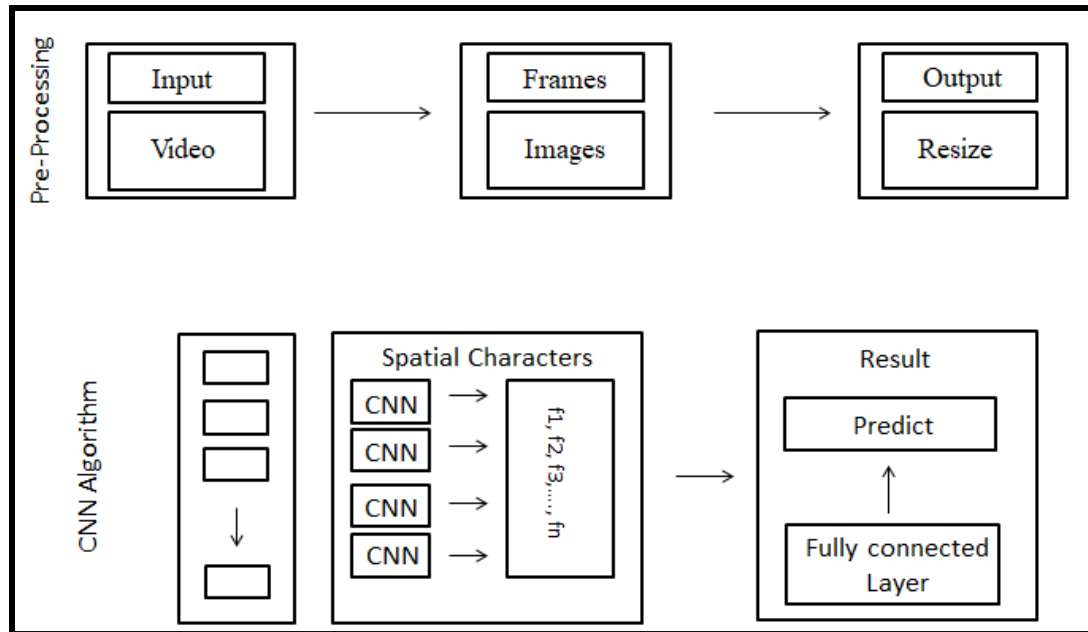 Pre-Processing
Input
Video
Frames
Images
Output
Resize
CNN Algorithm
Spatial Characters
CNN
CNN
CNN
CNN
f1, f2, f3,...., fn
Result
Predict
Fully connected
Layer